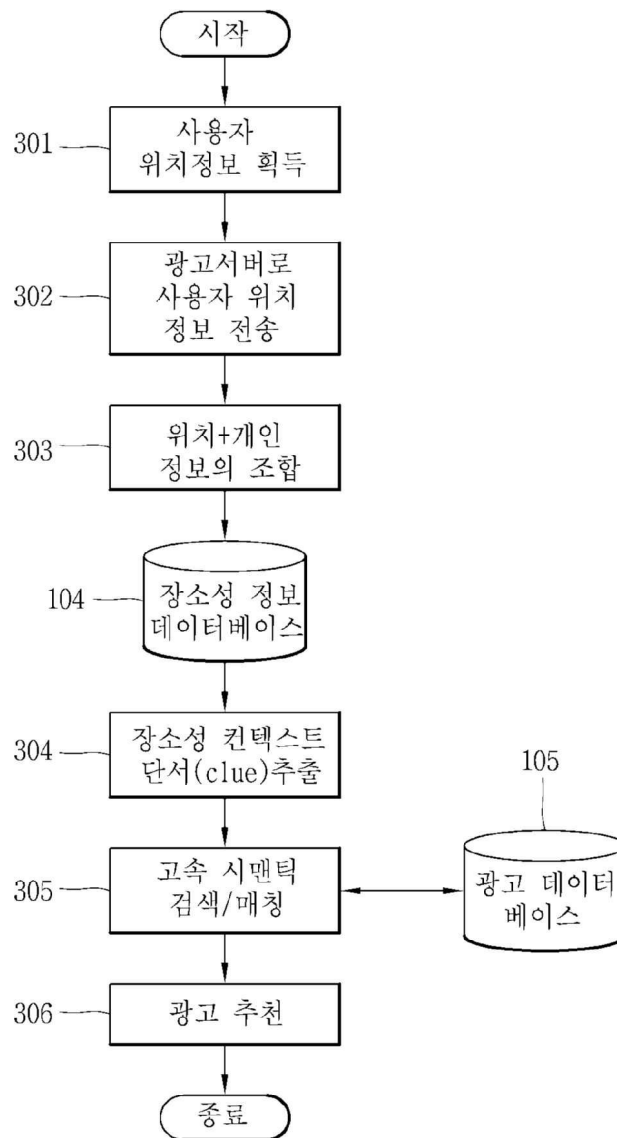 시작
301
사용자
위치정보 획득
302
광고서버로
사용자 위치
정보 전송
303
위치+개인
정보의 조합
104
장소성 정보
데이터베이스
304
장소성 컨텍스트
단서(clue)추출
105
305
고속 시맨틱
검색/매칭
광고 데이터
베이스
306
광고 추천
종료